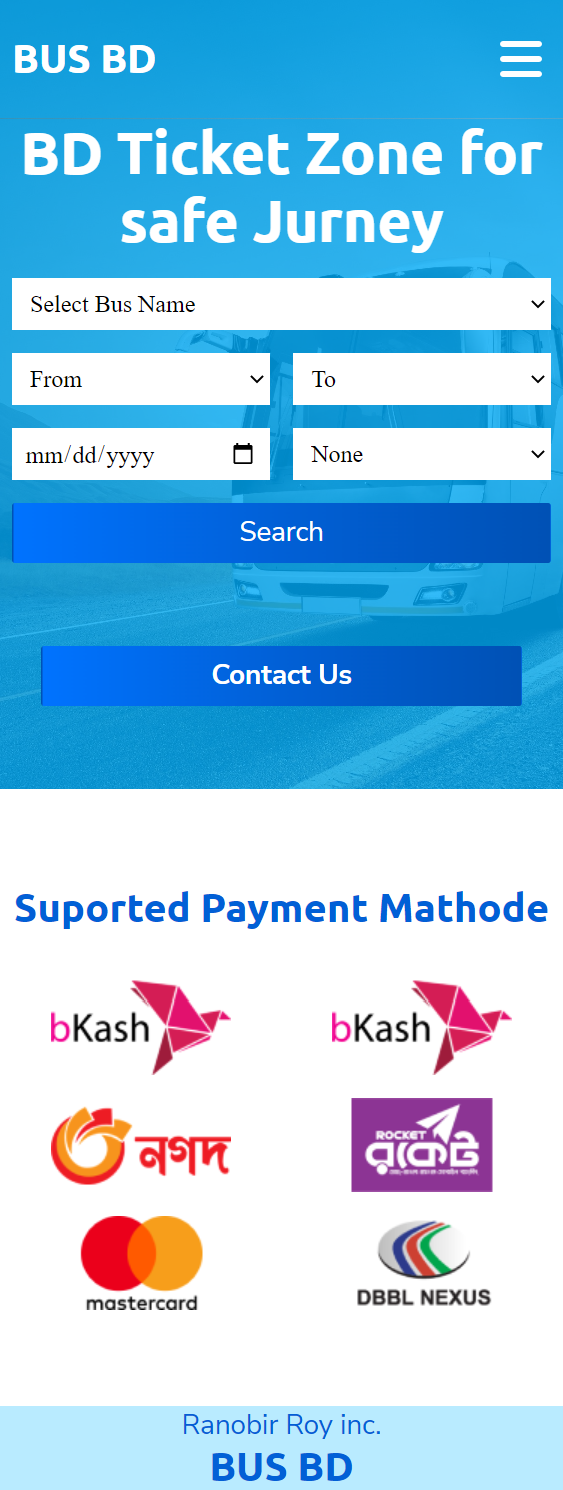 BUS BD
BD Ticket Zone for
safe Jurney
Select Bus Name
From
To
mm/dd/yyyy
None
Search
Contact Us
Suported Payment Mathode
bKash
bKash
নগদ
ROCKET
রকেট
mastercard
DBBL NEXUS
Ranobir Roy inc.
BUS BD